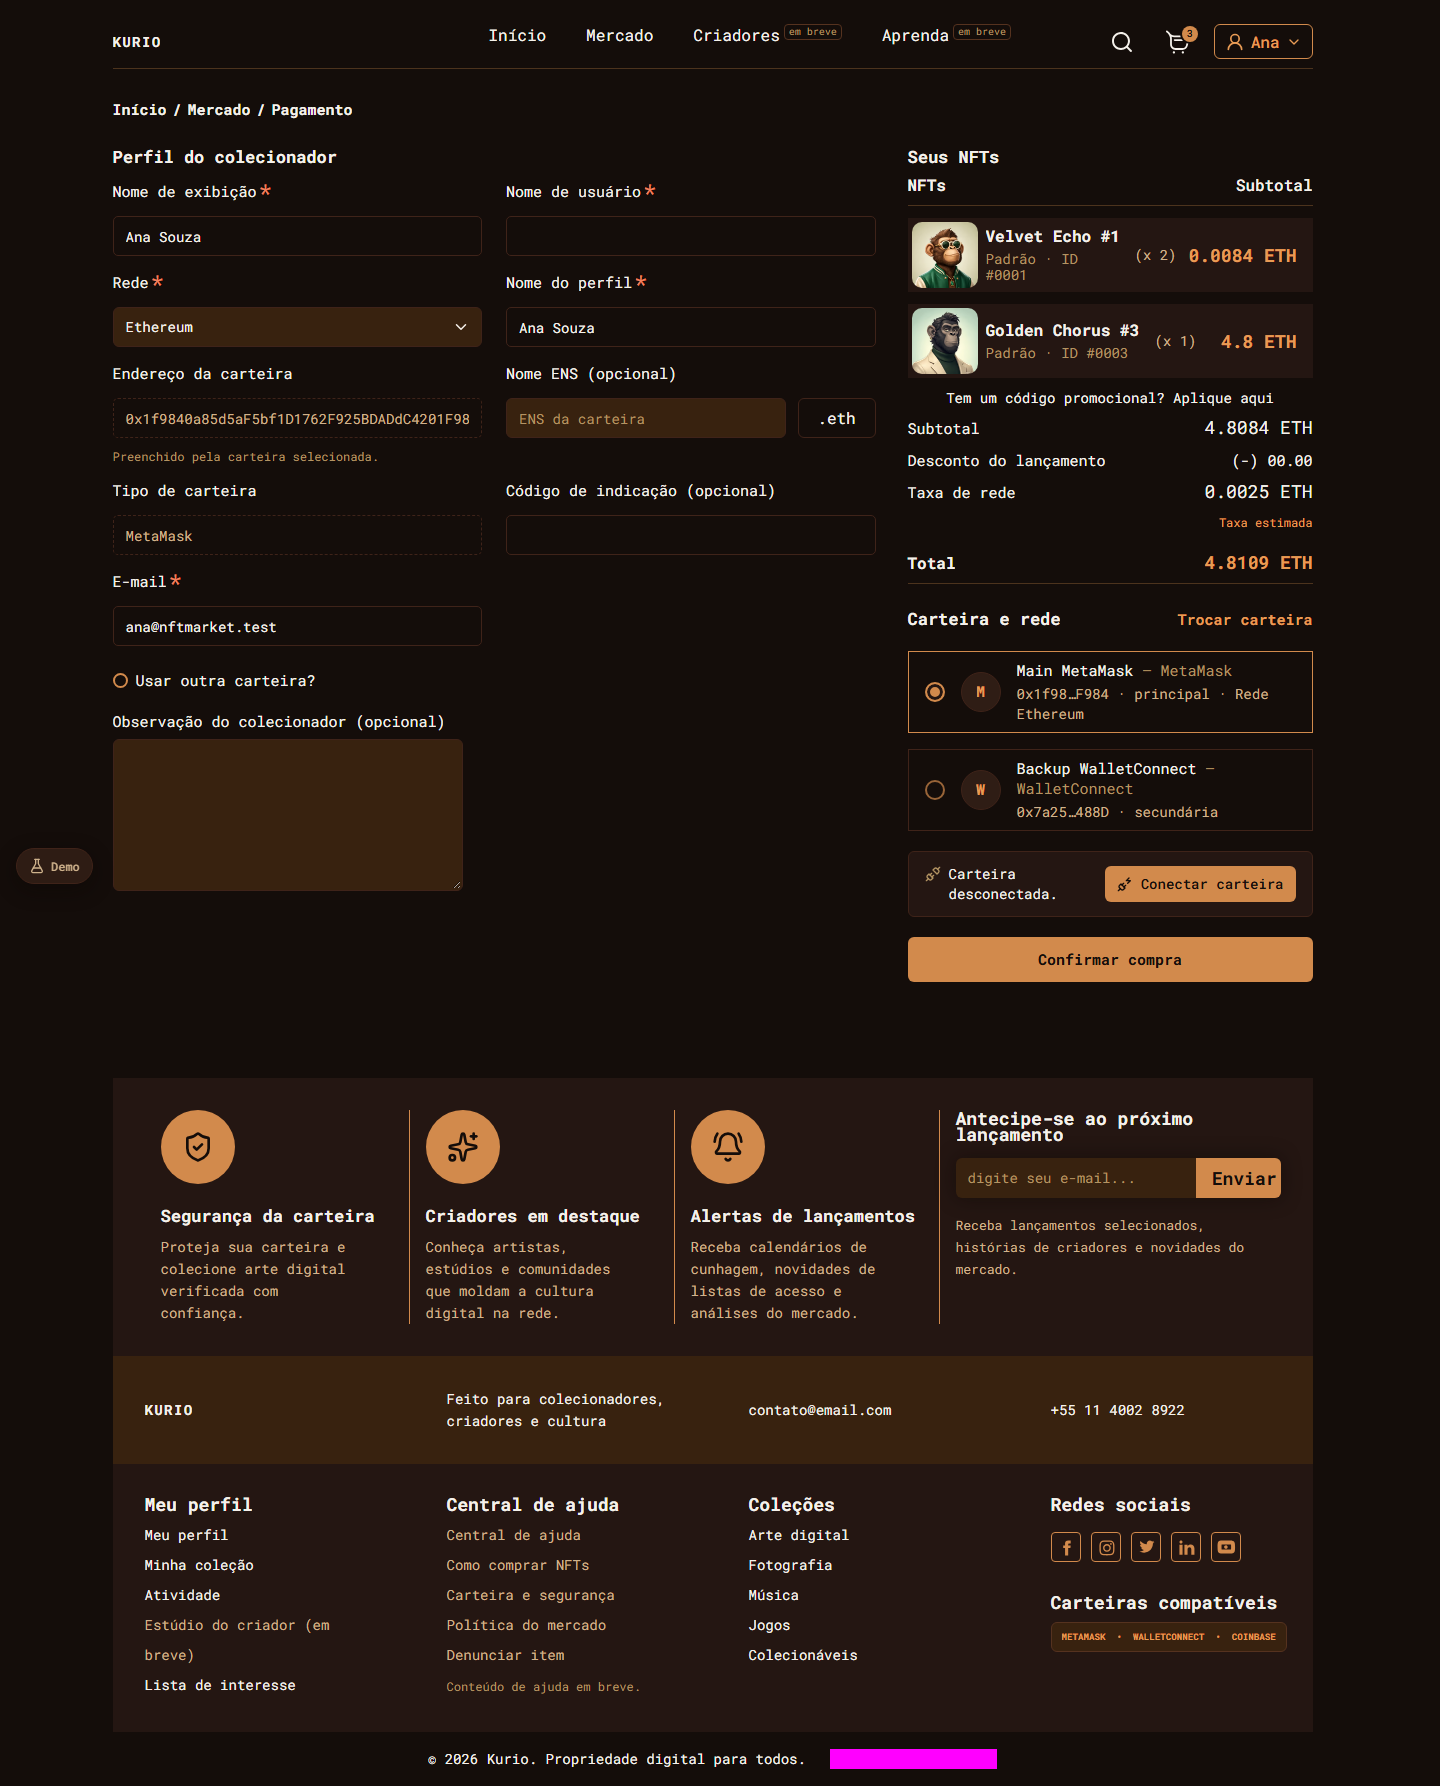 KURIO
Início
Mercado
Criadores em breve
Aprenda em breve
3
Ana
Início / Mercado / Pagamento
Perfil do colecionador
Nome de exibição*
Nome de usuário*
Ana Souza
Rede*
Nome do perfil*
Ethereum
Ana Souza
Endereço da carteira
Nome ENS (opcional)
0x1f9840a85d5aF5bf1D1762F925BDADdC4201F98
ENS da carteira
.eth
Preenchido pela carteira selecionada.
Tipo de carteira
Código de indicação (opcional)
MetaMask
E-mail*
ana@nftmarket.test
Usar outra carteira?
Observação do colecionador (opcional)
Demo
Seus NFTs
NFTs
Subtotal
Velvet Echo #1
Padrão · ID
#0001
(x 2)
0.0084 ETH
Golden Chorus #3
Padrão · ID #0003
(x 1)
4.8 ETH
Tem um código promocional? Aplique aqui
Subtotal
4.8084 ETH
Desconto do lançamento
(-) 00.00
Taxa de rede
0.0025 ETH
Taxa estimada
Total
4.8109 ETH
Carteira e rede
Trocar carteira
M
Main MetaMask — MetaMask
0x1f98…F984 · principal · Rede
Ethereum
W
Backup WalletConnect —
WalletConnect
0x7a25…488D · secundária
Carteira
desconectada.
Conectar carteira
Confirmar compra
Segurança da carteira
Proteja sua carteira e
colecione arte digital
verificada com
confiança.
Criadores em destaque
Conheça artistas,
estúdios e comunidades
que moldam a cultura
digital na rede.
Alertas de lançamentos
Receba calendários de
cunhagem, novidades de
listas de acesso e
análises do mercado.
Antecipe-se ao próximo
lançamento
digite seu e-mail...
Enviar
Receba lançamentos selecionados,
histórias de criadores e novidades do
mercado.
KURIO
Feito para colecionadores,
criadores e cultura
contato@email.com
+55 11 4002 8922
Meu perfil
Meu perfil
Minha coleção
Atividade
Estúdio do criador (em
breve)
Lista de interesse
Central de ajuda
Central de ajuda
Como comprar NFTs
Carteira e segurança
Política do mercado
Denunciar item
Conteúdo de ajuda em breve.
Coleções
Arte digital
Fotografia
Música
Jogos
Colecionáveis
Redes sociais
Carteiras compatíveis
METAMASK • WALLETCONNECT • COINBASE
© 2026 Kurio. Propriedade digital para todos.